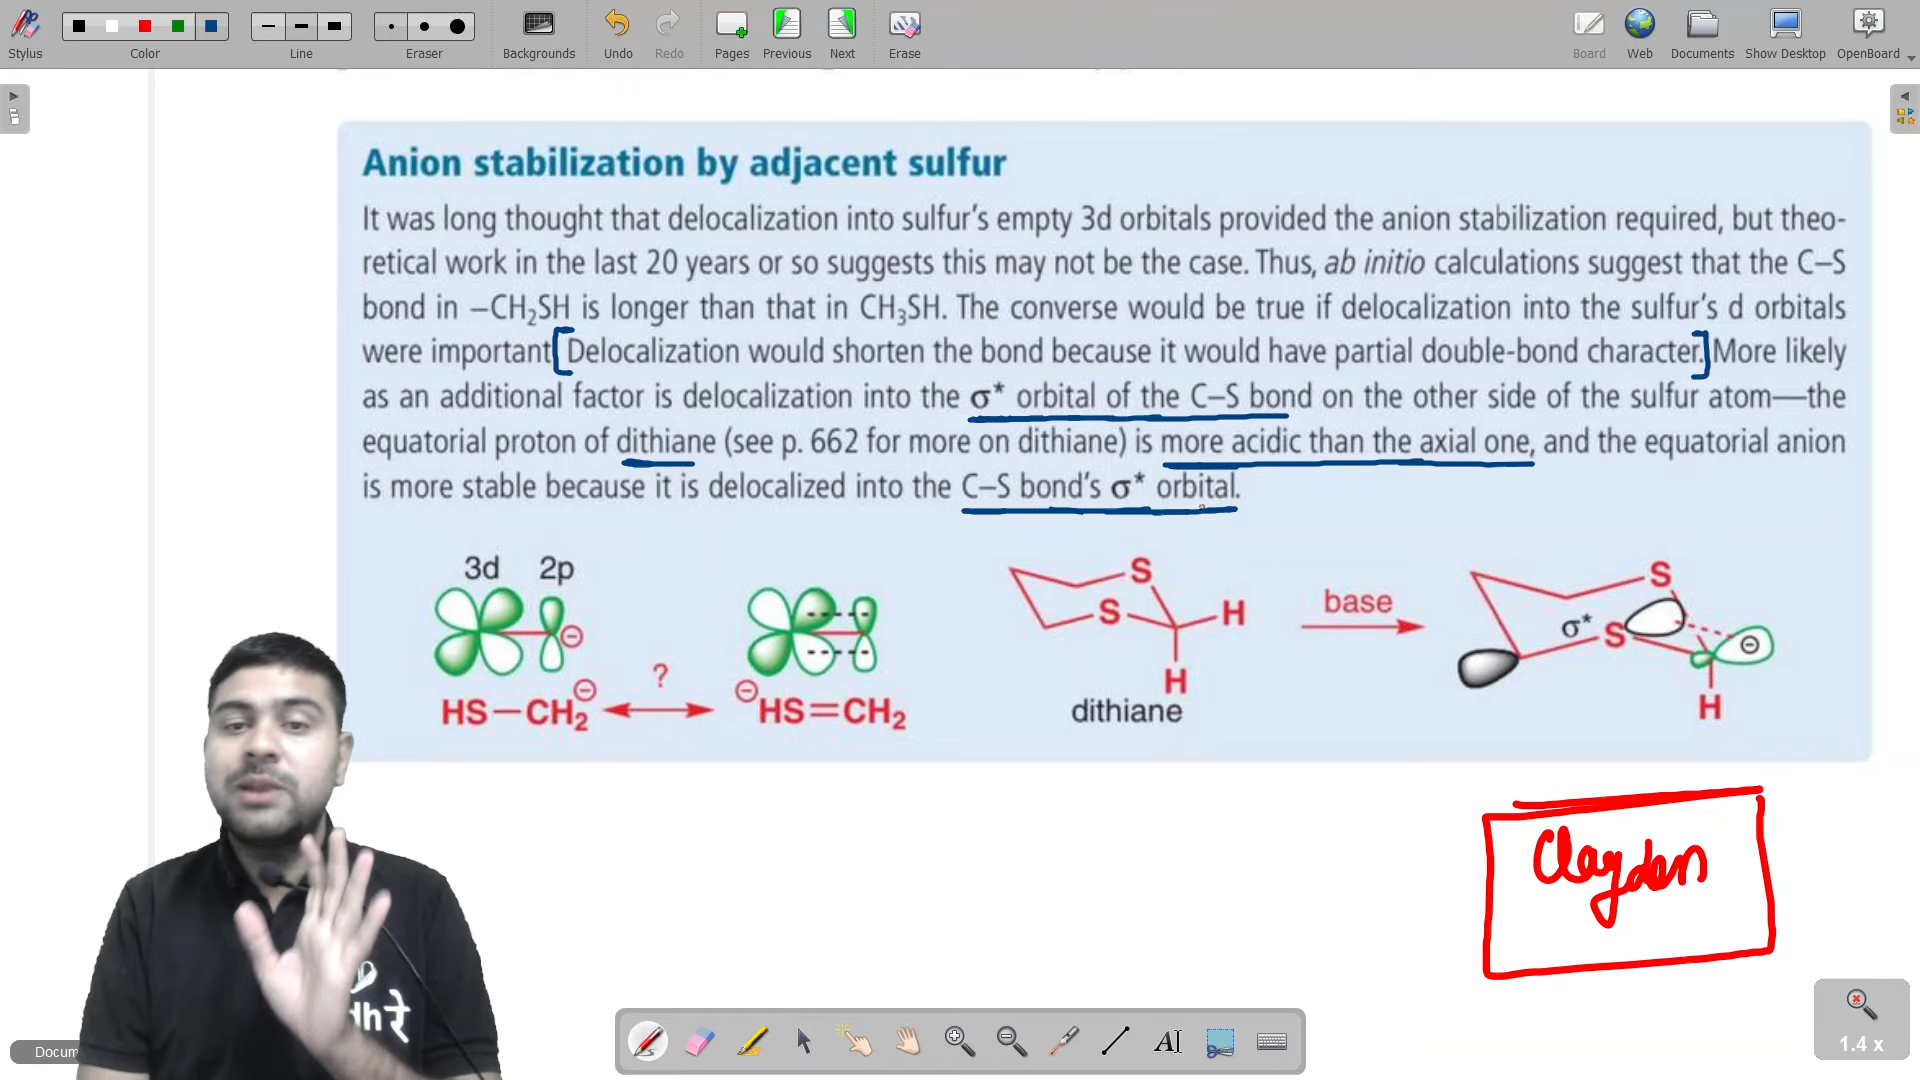 Stylus
Color
Line
Eraser
Backgrounds
Undo
Redo
Pages
Previous
Next
Erase
Board
Web
Documents
Show Desktop
OpenBoard
Anion stabilization by adjacent sulfur
It was long thought that delocalization into sulfur's empty 3d orbitals provided the anion stabilization required, but theo-
retical work in the last 20 years or so suggests this may not be the case. Thus, ab initio calculations suggest that the C–S
bond in –CH₂SH is longer than that in CH₃SH. The converse would be true if delocalization into the sulfur's d orbitals
were important [Delocalization would shorten the bond because it would have partial double-bond character.] More likely
as an additional factor is delocalization into the σ* orbital of the C–S bond on the other side of the sulfur atom—the
equatorial proton of dithiane (see p. 662 for more on dithiane) is more acidic than the axial one, and the equatorial anion
is more stable because it is delocalized into the C–S bond's σ* orbital.
3d 2p
⊖
HS–CH₂⊖
?
⊖HS=CH₂
S
S
H
H
dithiane
base
S
σ* S
⊖
H
Clayden
dhरे
Docum
AI
1.4 x